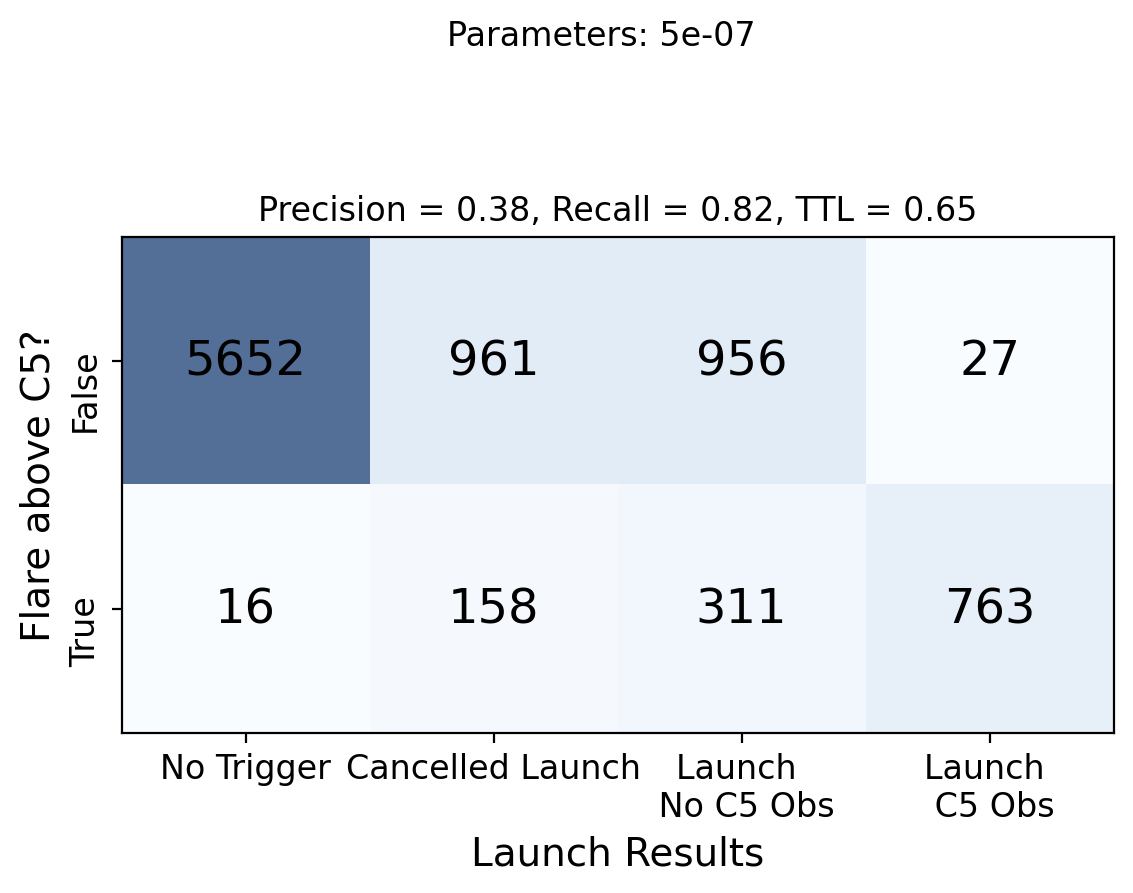 Parameters: 5e-07
Precision = 0.38, Recall = 0.82, TTL = 0.65
Flare above C5?
False
5652
961
956
27
True
16
158
311
763
No Trigger
Cancelled Launch
Launch
No C5 Obs
Launch
C5 Obs
Launch Results